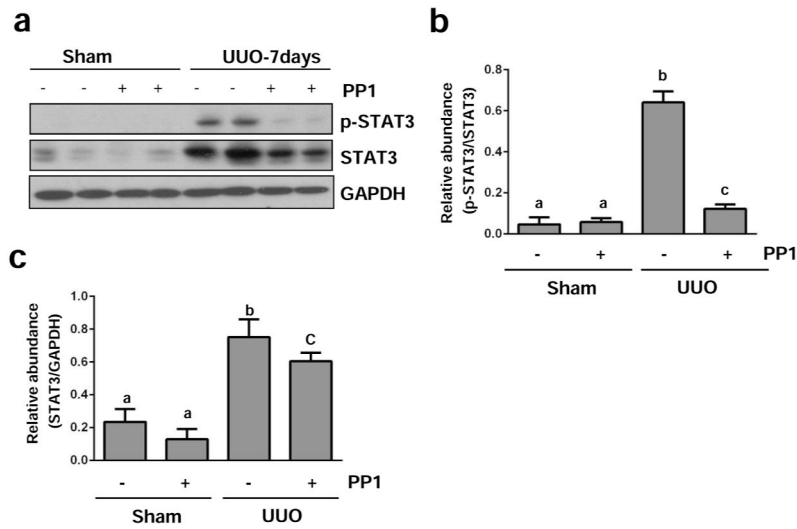 a
Sham UUO-7days
- - + + - - + + PP1
p-STAT3
STAT3
GAPDH
b
Relative abundance
(p-STAT3/\STAT3)
0.8
0.6
0.4
0.2
0.0
a a b c
- + - + PP1
Sham UUO
c
Relative abundance
(STAT3/GAPDH)
1.0
0.8
0.6
0.4
0.2
0.0
a a b C
- + - + PP1
Sham UUO